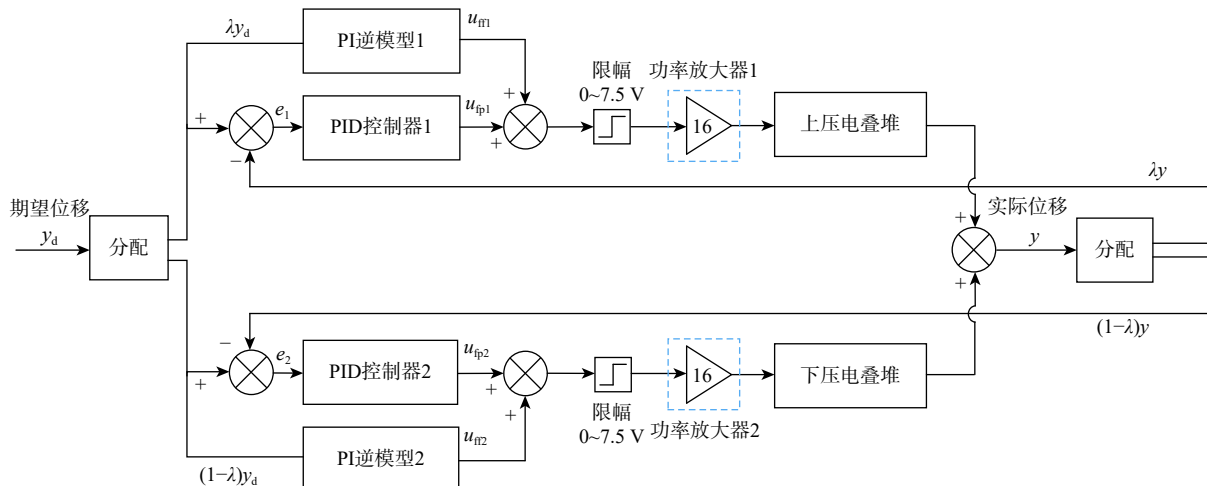 λy_d
PI逆模型1
u_ff1
限幅
0~7.5 V
功率放大器1
+
e_1
PID控制器1
u_fp1
+
+
16
上压电叠堆
−
λy
期望位移
y_d
分配
实际位移
+
y
分配
+
(1−λ)y
−
+
e_2
PID控制器2
u_fp2
+
+
16
下压电叠堆
限幅
0~7.5 V
功率放大器2
(1−λ)y_d
PI逆模型2
u_ff2